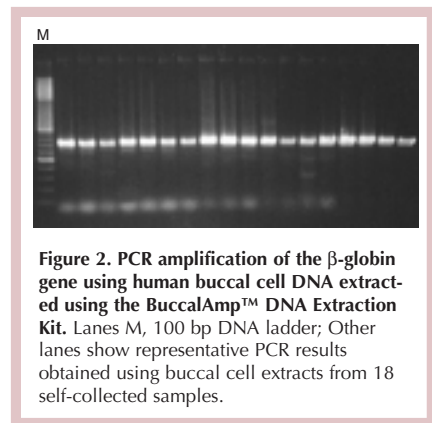 M
Figure 2. PCR amplification of the β-globin
gene using human buccal cell DNA extract-
ed using the BuccalAmp™ DNA Extraction
Kit. Lanes M, 100 bp DNA ladder; Other
lanes show representative PCR results
obtained using buccal cell extracts from 18
self-collected samples.